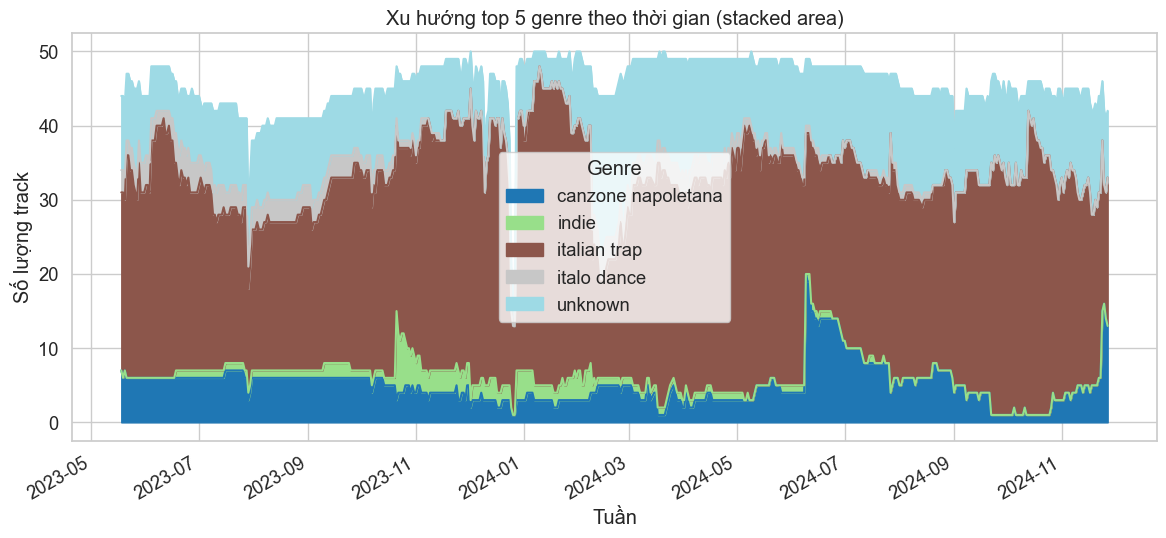 Xu hướng top 5 genre theo thời gian (stacked area)
Số lượng track
50
40
30
20
10
0
Genre
canzone napoletana
indie
italian trap
italo dance
unknown
2023-05
2023-07
2023-09
2023-11
2024-01
2024-03
2024-05
2024-07
2024-09
2024-11
Tuần